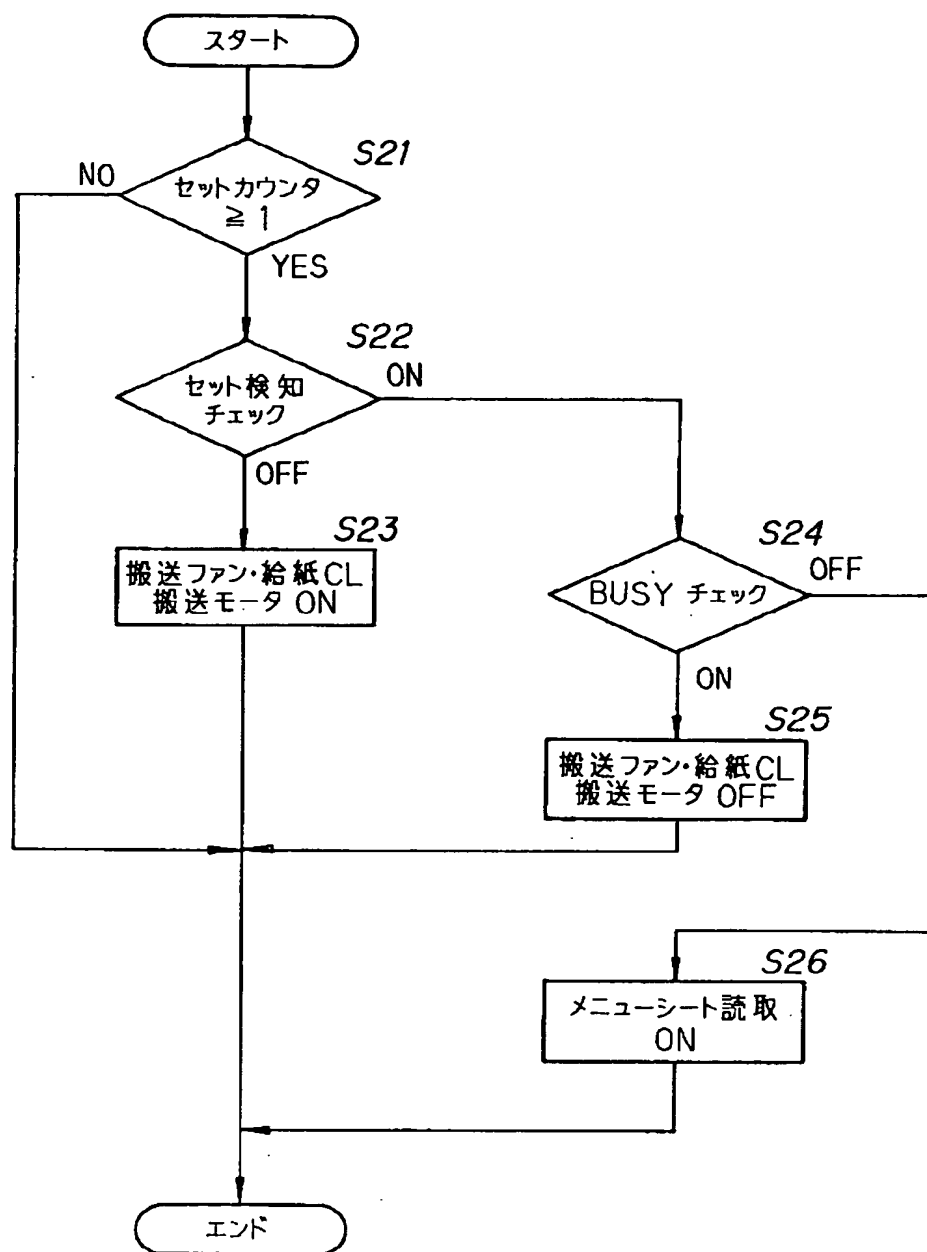 スタート
S21
NO
セットカウンタ
≧ 1
YES
S22
セット検知
チェック
ON
OFF
S23
搬送ファン・給紙CL
搬送モータ ON
S24
BUSY チェック
OFF
ON
S25
搬送ファン・給紙CL
搬送モータ OFF
S26
メニューシート読取
ON
エンド